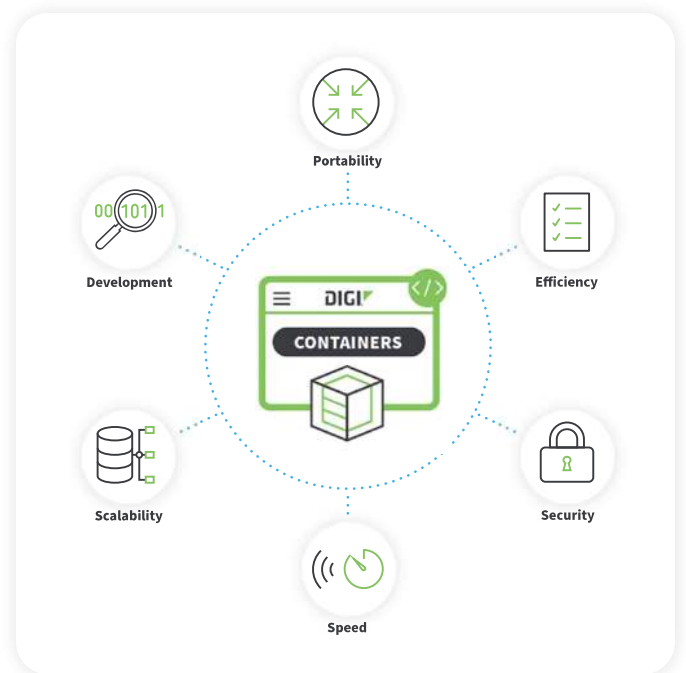 Portability
00 101 1
Development
Efficiency
DIGI
</>
CONTAINERS
Scalability
Security
Speed